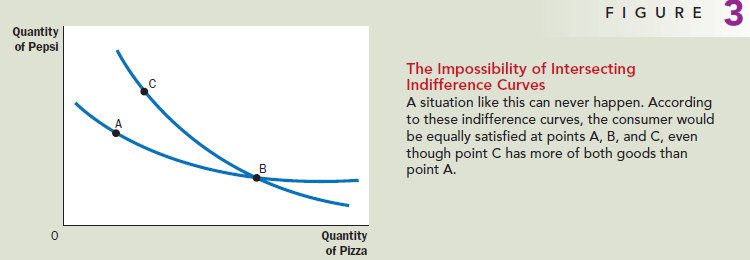 FIGURE 3
Quantity
of Pepsi
C
A
B
0
Quantity
of Pizza
The Impossibility of Intersecting
Indifference Curves
A situation like this can never happen. According
to these indifference curves, the consumer would
be equally satisfied at points A, B, and C, even
though point C has more of both goods than
point A.